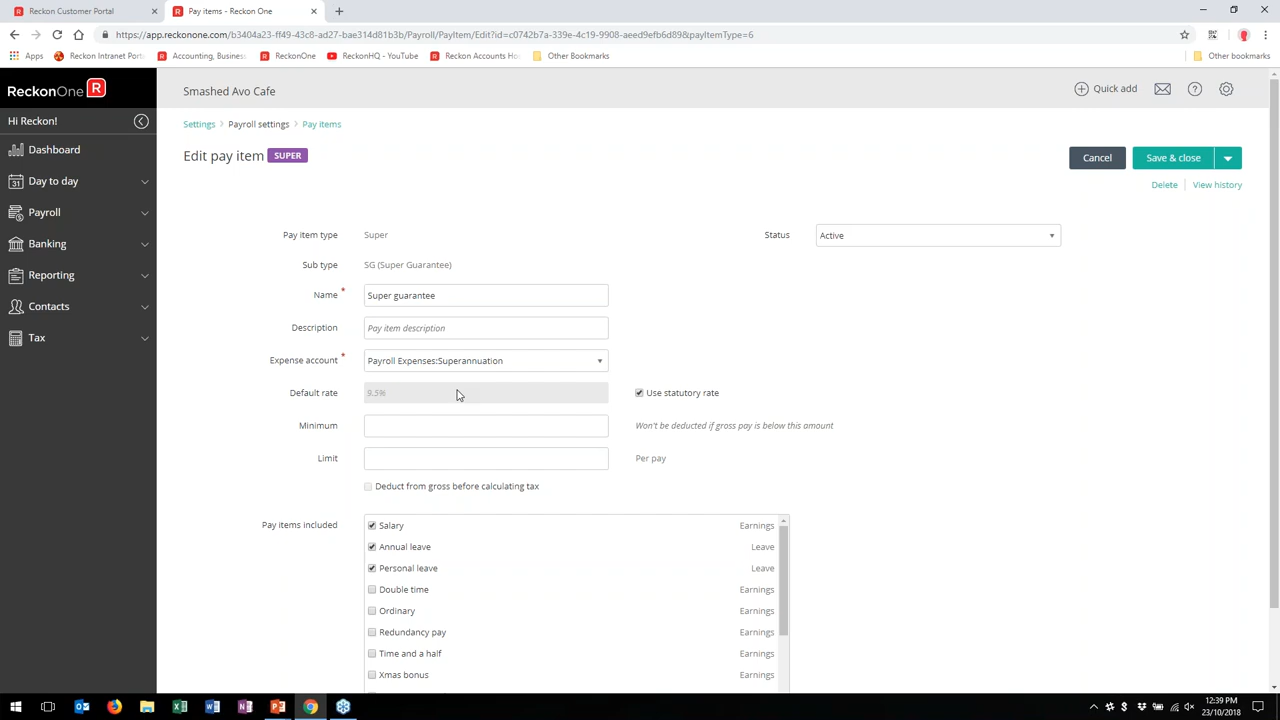 Reckon Customer Portal
Pay items - Reckon One
https://app.reckonone.com/b3404a23-ff49-43c8-ad27-bae314d81b3b/Payroll/PayItem/Edit?id=c0742b7a-339e-4c19-9908-aeed9efb6d898&payItemType=6
Apps
Reckon Intranet Porta
Accounting, Business
ReckonOne
ReckonHQ - YouTube
Reckon Accounts Hos
Other Bookmarks
Other bookmarks
ReckonOne R
Smashed Avo Cafe
Quick add
Hi Reckon!
Settings > Payroll settings > Pay items
Dashboard
Edit pay item SUPER
Cancel
Save & close
Day to day
Delete
View history
Payroll
Pay item type Super
Status Active
Banking
Sub type SG (Super Guarantee)
Reporting
Name * Super guarantee
Contacts
Description Pay item description
Tax
Expense account * Payroll Expenses:Superannuation
Default rate 9.5% Use statutory rate
Minimum Won't be deducted if gross pay is below this amount
Limit Per pay
Deduct from gross before calculating tax
Pay items included
Salary Earnings
Annual leave Leave
Personal leave Leave
Double time Earnings
Ordinary Earnings
Redundancy pay Earnings
Time and a half Earnings
Xmas bonus Earnings
12:39 PM
23/10/2018